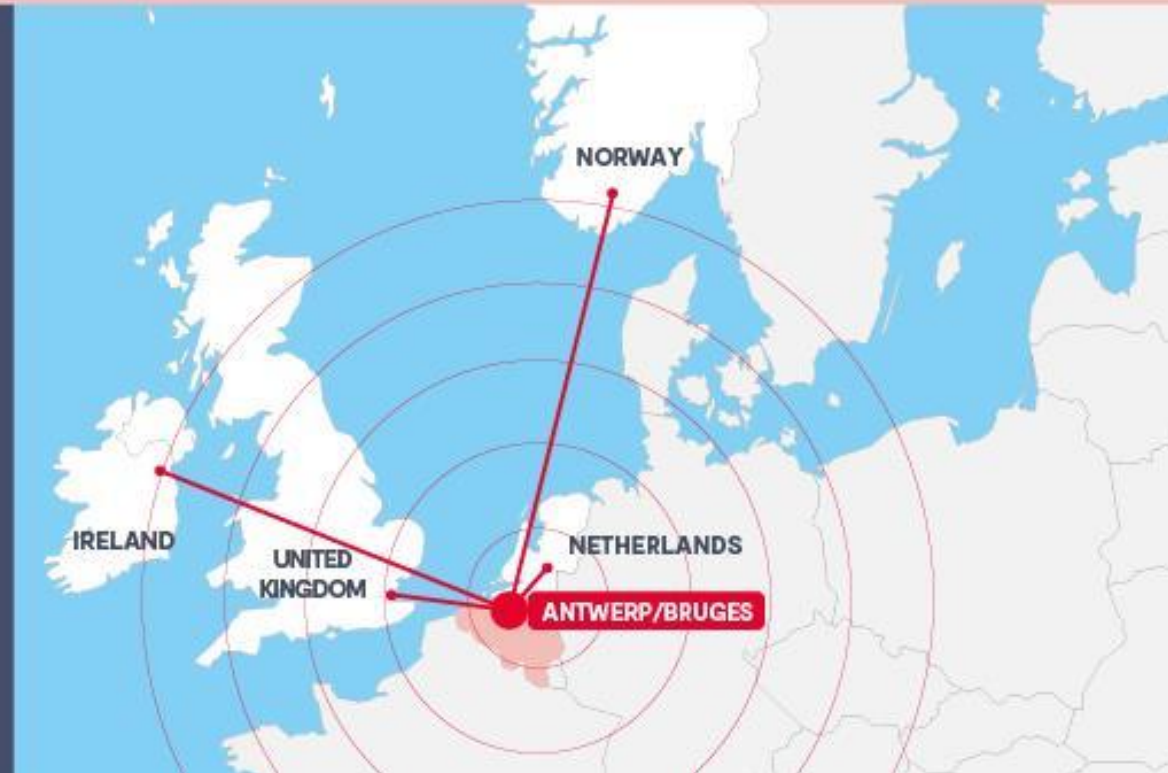 NORWAY
IRELAND
UNITED
KINGDOM
NETHERLANDS
ANTWERP/BRUGES